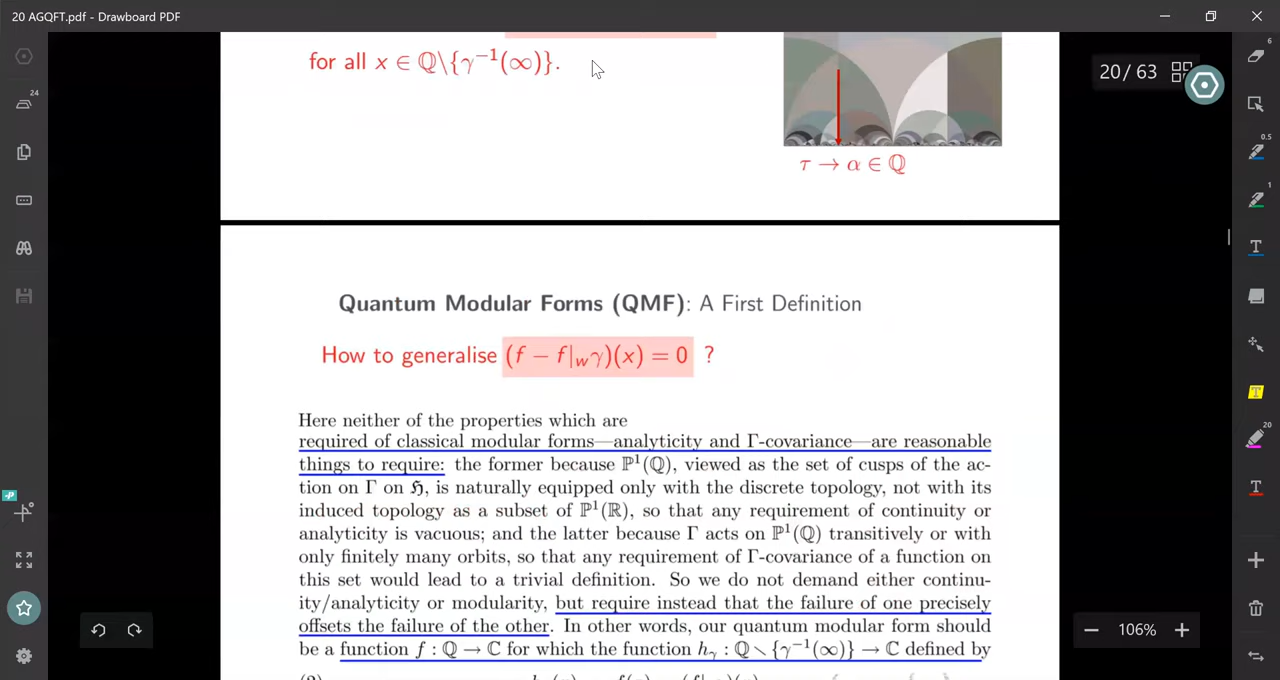 20 AGQFT.pdf - Drawboard PDF
for all x ∈ ℚ\{γ⁻¹(∞)}.
20 / 63
6
24
0.5
1
τ → α ∈ ℚ
Quantum Modular Forms (QMF): A First Definition
How to generalise (f − f|_wγ)(x) = 0 ?
Here neither of the properties which are
required of classical modular forms—analyticity and Γ-covariance—are reasonable
things to require: the former because ℙ¹(ℚ), viewed as the set of cusps of the ac-
tion on Γ on ℌ, is naturally equipped only with the discrete topology, not with its
induced topology as a subset of ℙ¹(ℝ), so that any requirement of continuity or
analyticity is vacuous; and the latter because Γ acts on ℙ¹(ℚ) transitively or with
only finitely many orbits, so that any requirement of Γ-covariance of a function on
this set would lead to a trivial definition. So we do not demand either continu-
ity/analyticity or modularity, but require instead that the failure of one precisely
offsets the failure of the other. In other words, our quantum modular form should
be a function f : ℚ → ℂ for which the function h_γ : ℚ ∖ {γ⁻¹(∞)} → ℂ defined by
20
106%